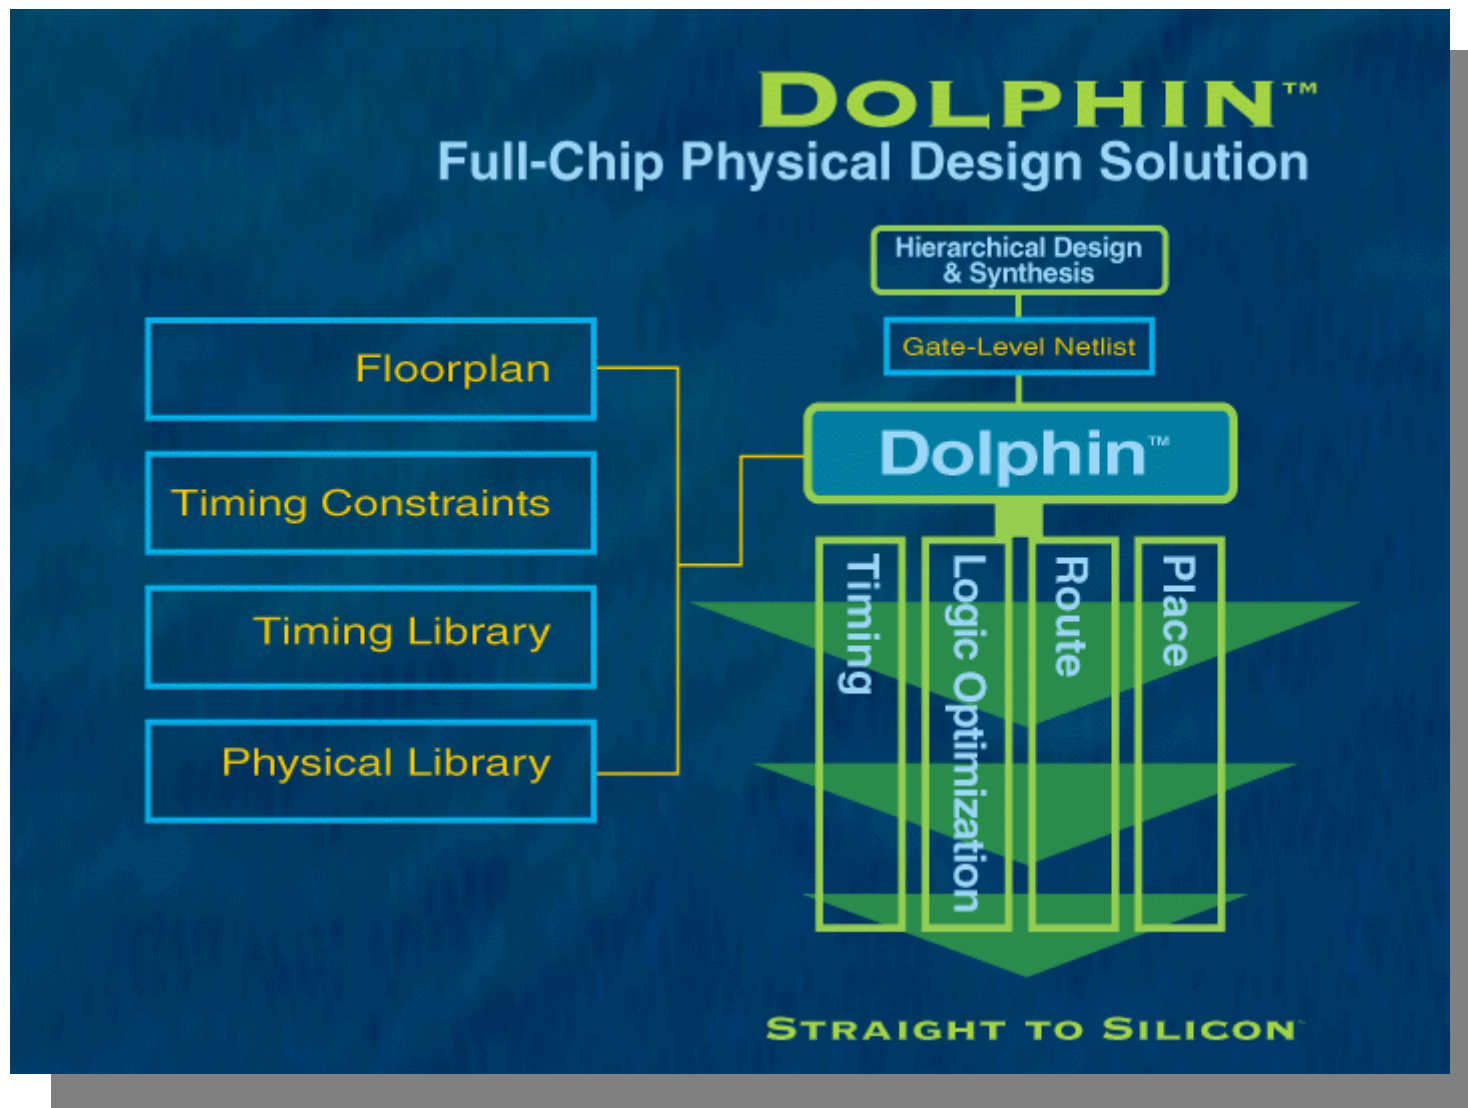 DOLPHIN™
Full-Chip Physical Design Solution
Hierarchical Design
& Synthesis
Gate-Level Netlist
Floorplan
Timing Constraints
Timing Library
Physical Library
Dolphin™
Timing
Logic Optimization
Route
Place
STRAIGHT TO SILICON™